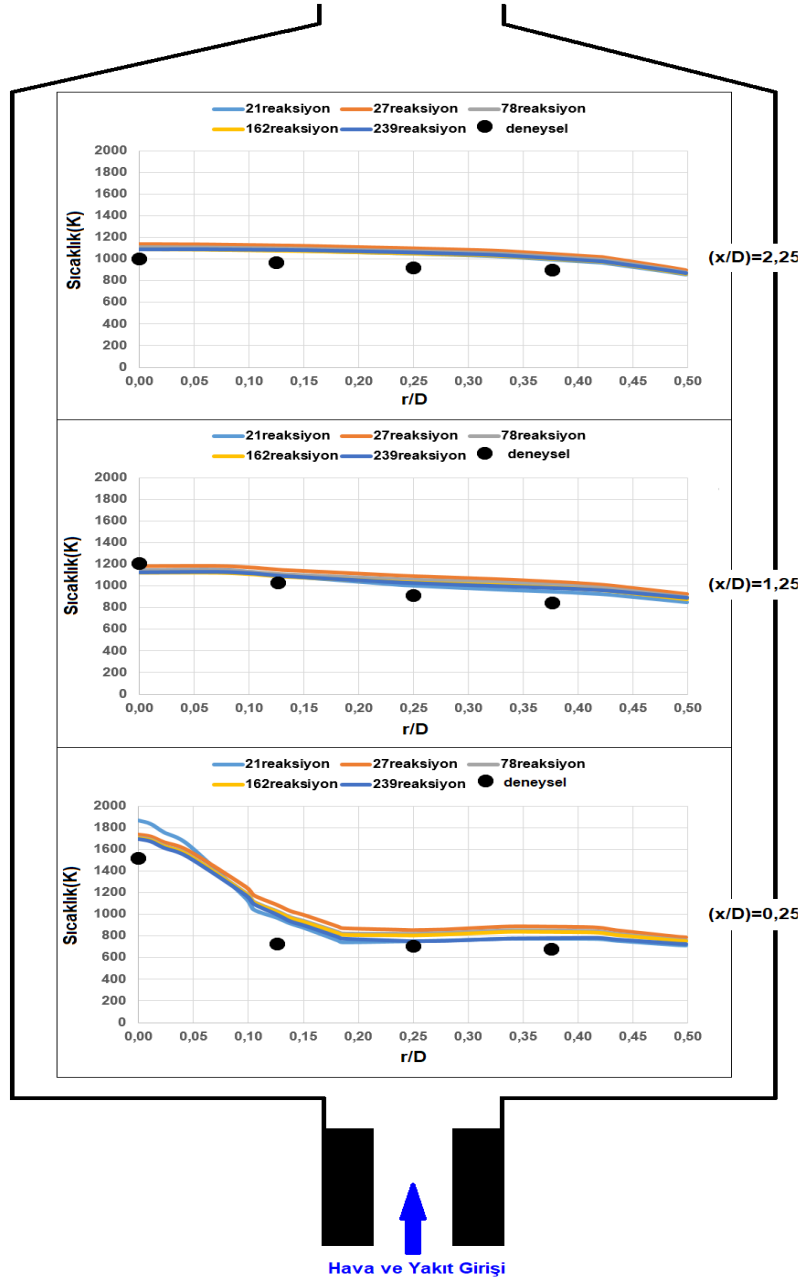 21reaksiyon 27reaksiyon 78reaksiyon
162reaksiyon 239reaksiyon deneysel
Sıcaklık(K)
2000
1800
1600
1400
1200
1000
800
600
400
200
0
0,00 0,05 0,10 0,15 0,20 0,25 0,30 0,35 0,40 0,45 0,50
r/D
(x/D)=2,25
21reaksiyon 27reaksiyon 78reaksiyon
162reaksiyon 239reaksiyon deneysel
Sıcaklık(K)
2000
1800
1600
1400
1200
1000
800
600
400
200
0
0,00 0,05 0,10 0,15 0,20 0,25 0,30 0,35 0,40 0,45 0,50
r/D
(x/D)=1,25
21reaksiyon 27reaksiyon 78reaksiyon
162reaksiyon 239reaksiyon deneysel
Sıcaklık(K)
2000
1800
1600
1400
1200
1000
800
600
400
200
0
0,00 0,05 0,10 0,15 0,20 0,25 0,30 0,35 0,40 0,45 0,50
r/D
(x/D)=0,25
Hava ve Yakıt Girişi